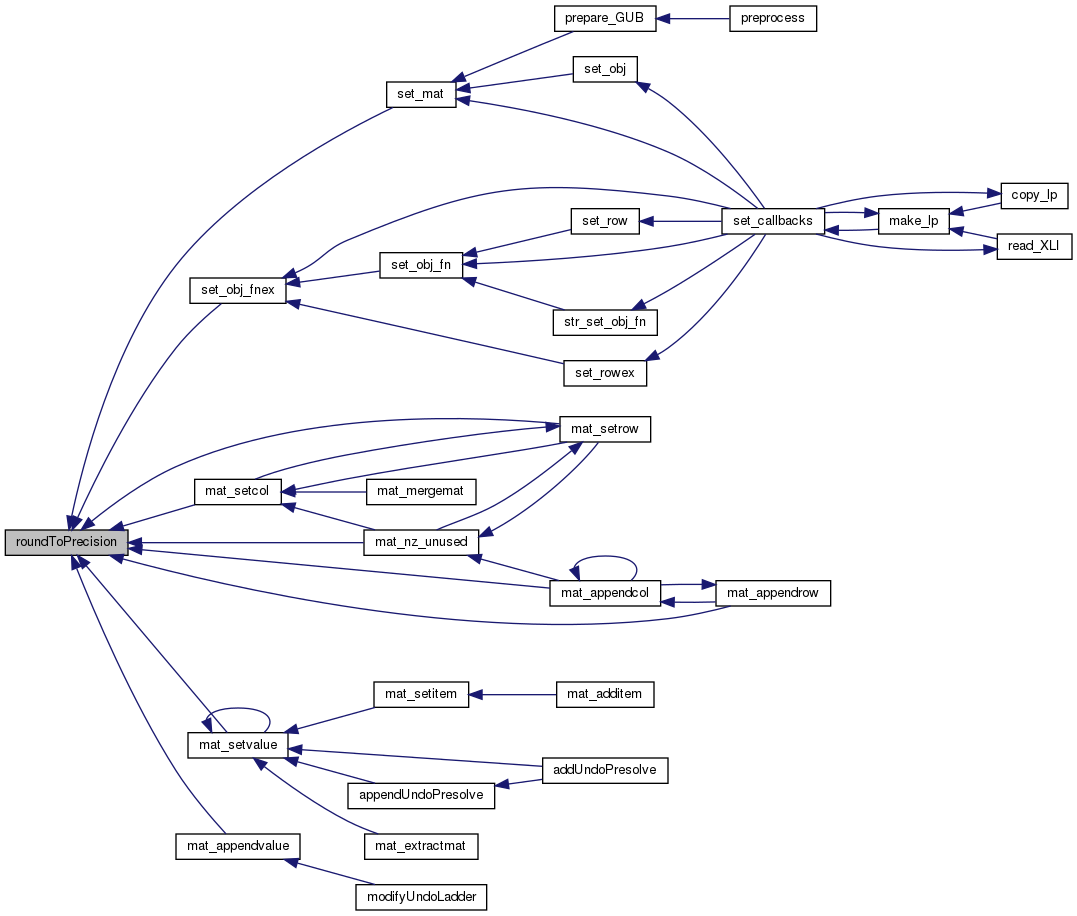 prepare_GUB
preprocess
set_obj
set_mat
copy_lp
set_row
set_callbacks
make_lp
read_XLI
set_obj_fn
set_obj_fnex
str_set_obj_fn
set_rowex
mat_setrow
mat_setcol
mat_mergemat
roundToPrecision
mat_nz_unused
mat_appendcol
mat_appendrow
mat_setitem
mat_additem
mat_setvalue
addUndoPresolve
appendUndoPresolve
mat_appendvalue
mat_extractmat
modifyUndoLadder